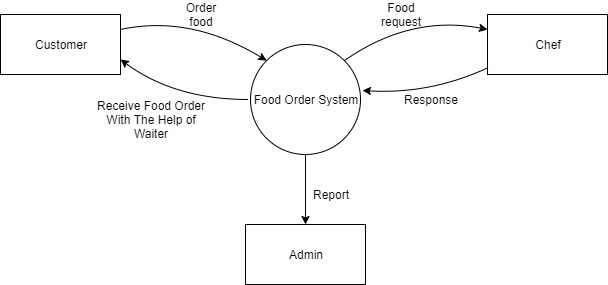 Order
food
Food
request
Customer
Chef
Food Order System
Receive Food Order
With The Help of
Waiter
Response
Report
Admin